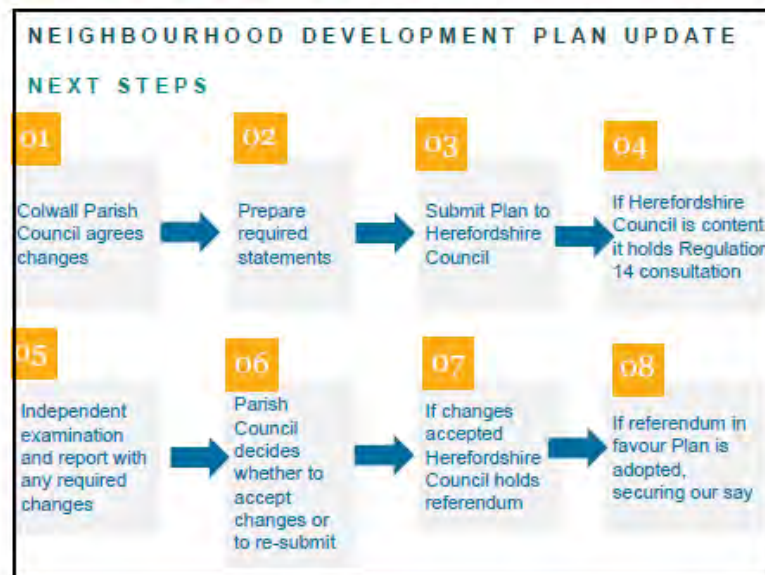 NEIGHBOURHOOD DEVELOPMENT PLAN UPDATE
NEXT STEPS
01
Colwall Parish
Council agrees
changes
02
Prepare
required
statements
03
Submit Plan to
Herefordshire
Council
04
If Herefordshire
Council is content
it holds Regulation
14 consultation
05
Independent
examination
and report with
any required
changes
06
Parish
Council
decides
whether to
accept
changes or
to re-submit
07
If changes
accepted
Herefordshire
Council holds
referendum
08
If referendum in
favour Plan is
adopted,
securing our say